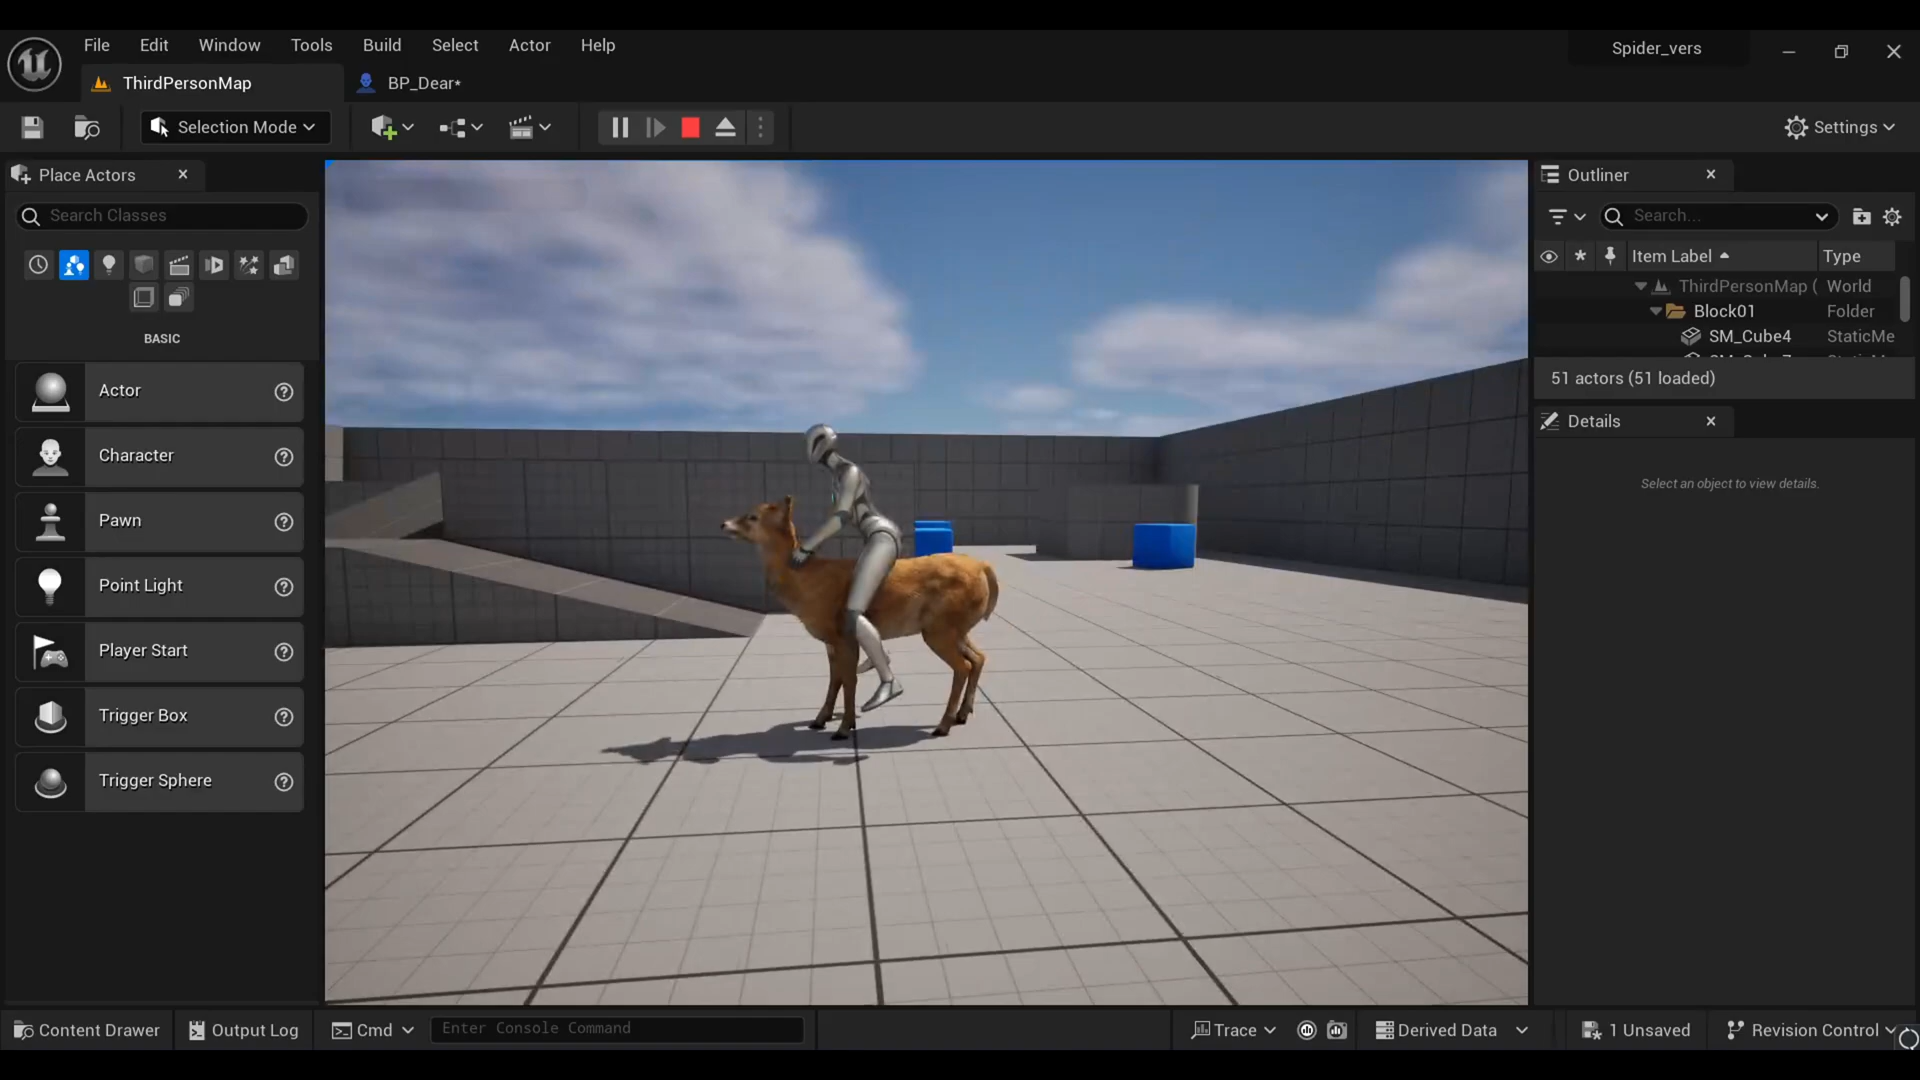 File Edit Window Tools Build Select Actor Help
Spider_vers
ThirdPersonMap
BP_Dear*
Selection Mode
Settings
Place Actors
Search Classes
BASIC
Actor
Character
Pawn
Point Light
Player Start
Trigger Box
Trigger Sphere
Outliner
Search...
Item Label Type
ThirdPersonMap ( World
Block01 Folder
SM_Cube4 StaticMe
51 actors (51 loaded)
Details
Select an object to view details.
Content Drawer Output Log Cmd Enter Console Command Trace Derived Data 1 Unsaved Revision Control